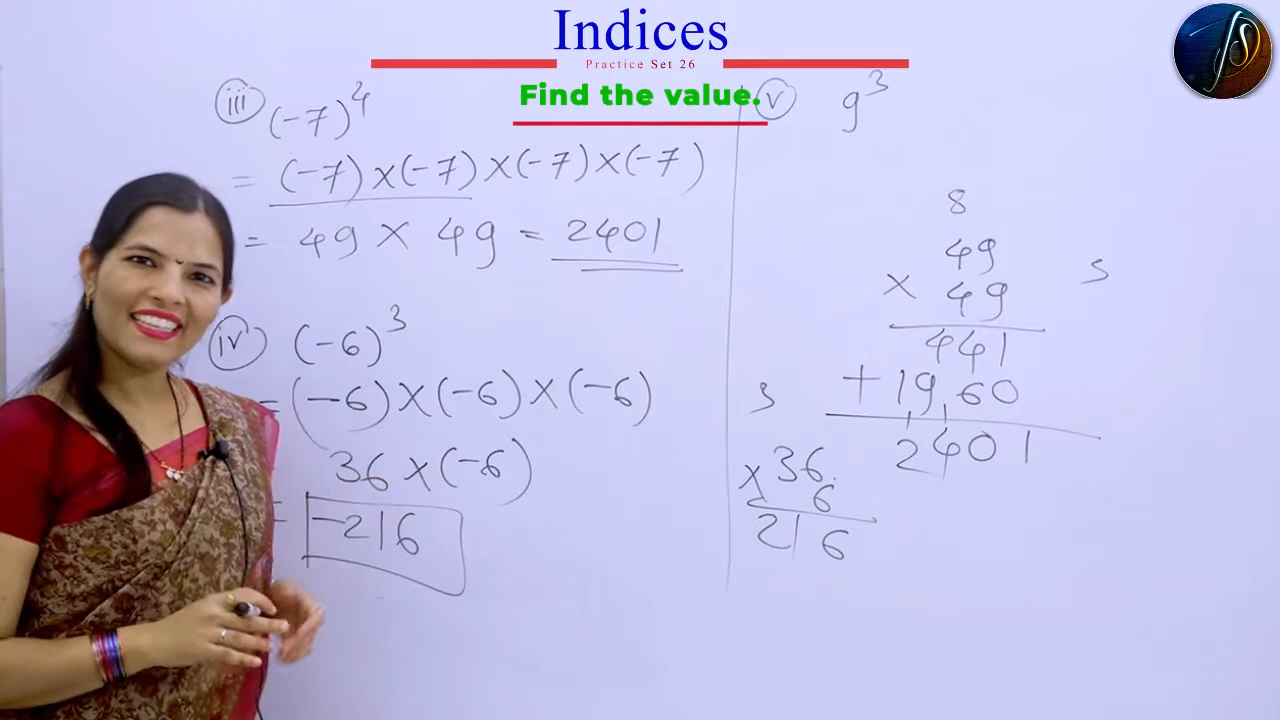 Indices
Practice Set 26
Find the value.
iii (-7)^4
= (-7) × (-7) × (-7) × (-7)
= 49 × 49 = 2401
iv (-6)^3
= (-6) × (-6) × (-6)
36 × (-6)
= -216
v 9^3
8
49
× 49
441
+ 1960
2401
36
× 6
216